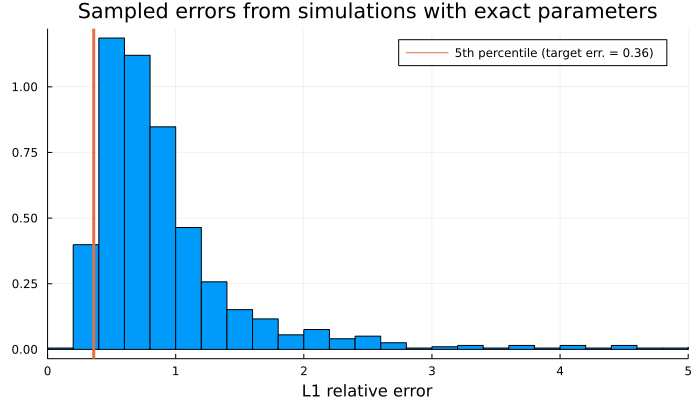 Sampled errors from simulations with exact parameters
5th percentile (target err. = 0.36)
1.00
0.75
0.50
0.25
0.00
0 1 2 3 4 5
L1 relative error